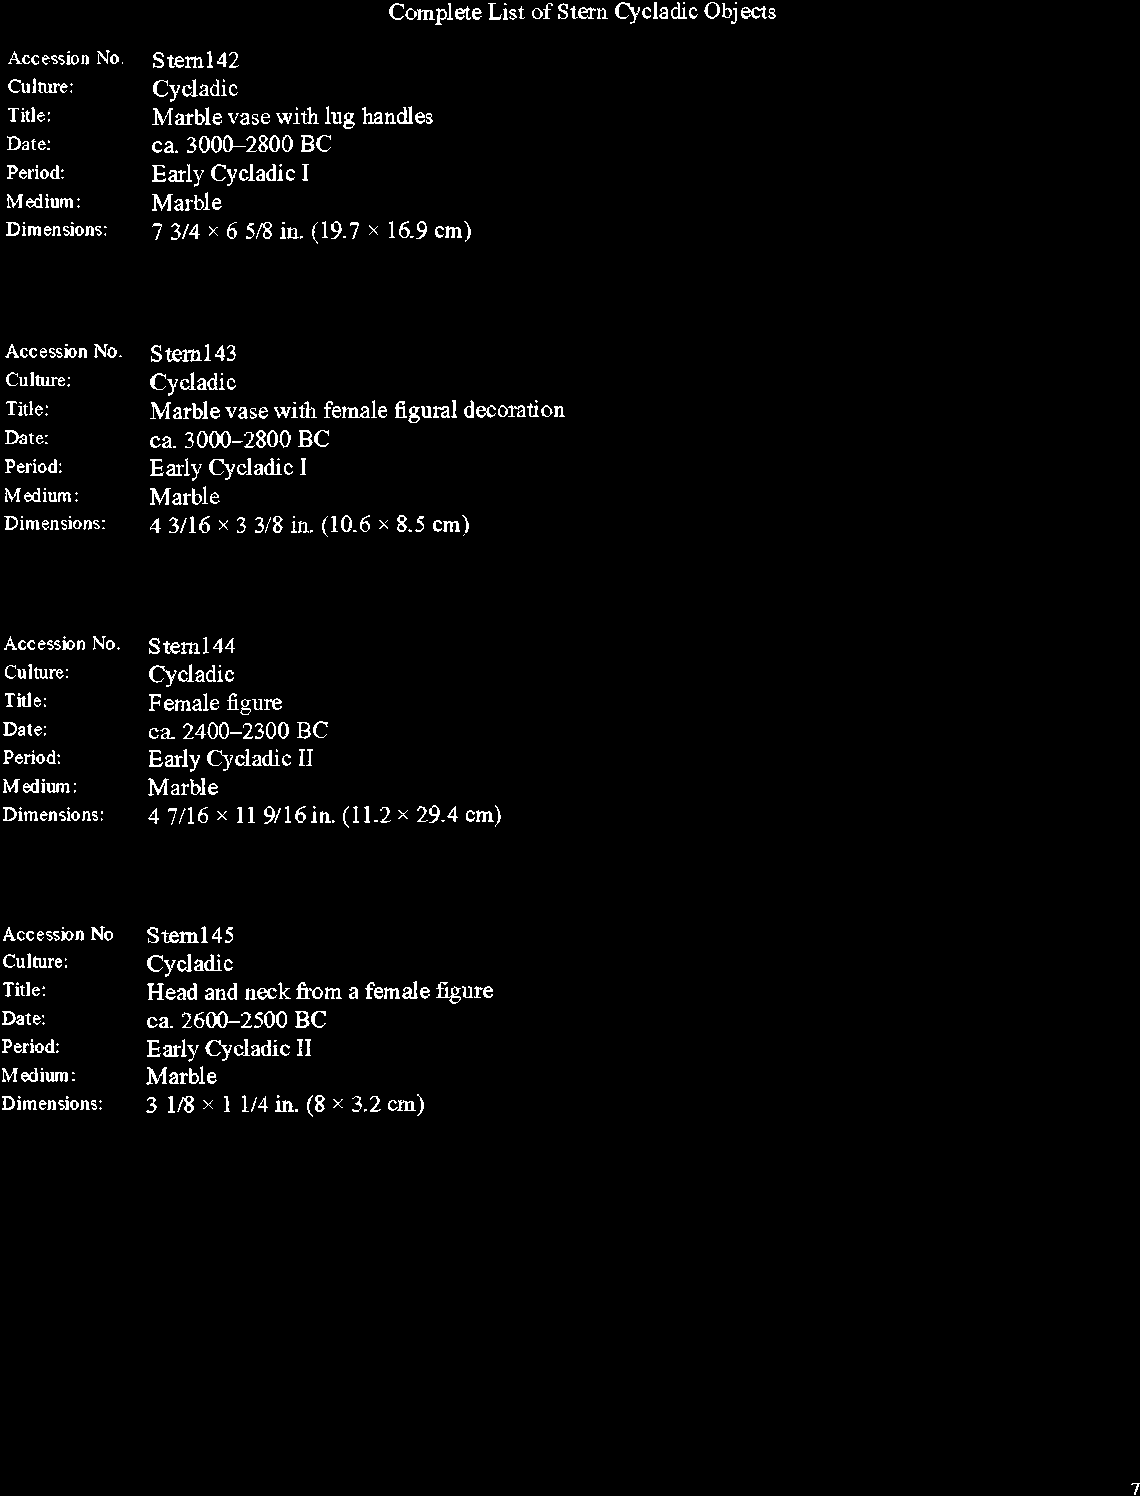 Complete List of Stern Cycladic Objects
Accession No. Stern142
Culture: Cycladic
Title: Marble vase with lug handles
Date: ca. 3000–2800 BC
Period: Early Cycladic I
Medium: Marble
Dimensions: 7 3/4 × 6 5/8 in. (19.7 × 16.9 cm)
Accession No. Stern143
Culture: Cycladic
Title: Marble vase with female figural decoration
Date: ca. 3000–2800 BC
Period: Early Cycladic I
Medium: Marble
Dimensions: 4 3/16 × 3 3/8 in. (10.6 × 8.5 cm)
Accession No. Stern144
Culture: Cycladic
Title: Female figure
Date: ca. 2400–2300 BC
Period: Early Cycladic II
Medium: Marble
Dimensions: 4 7/16 × 11 9/16 in. (11.2 × 29.4 cm)
Accession No Stern145
Culture: Cycladic
Title: Head and neck from a female figure
Date: ca. 2600–2500 BC
Period: Early Cycladic II
Medium: Marble
Dimensions: 3 1/8 × 1 1/4 in. (8 × 3.2 cm)
7